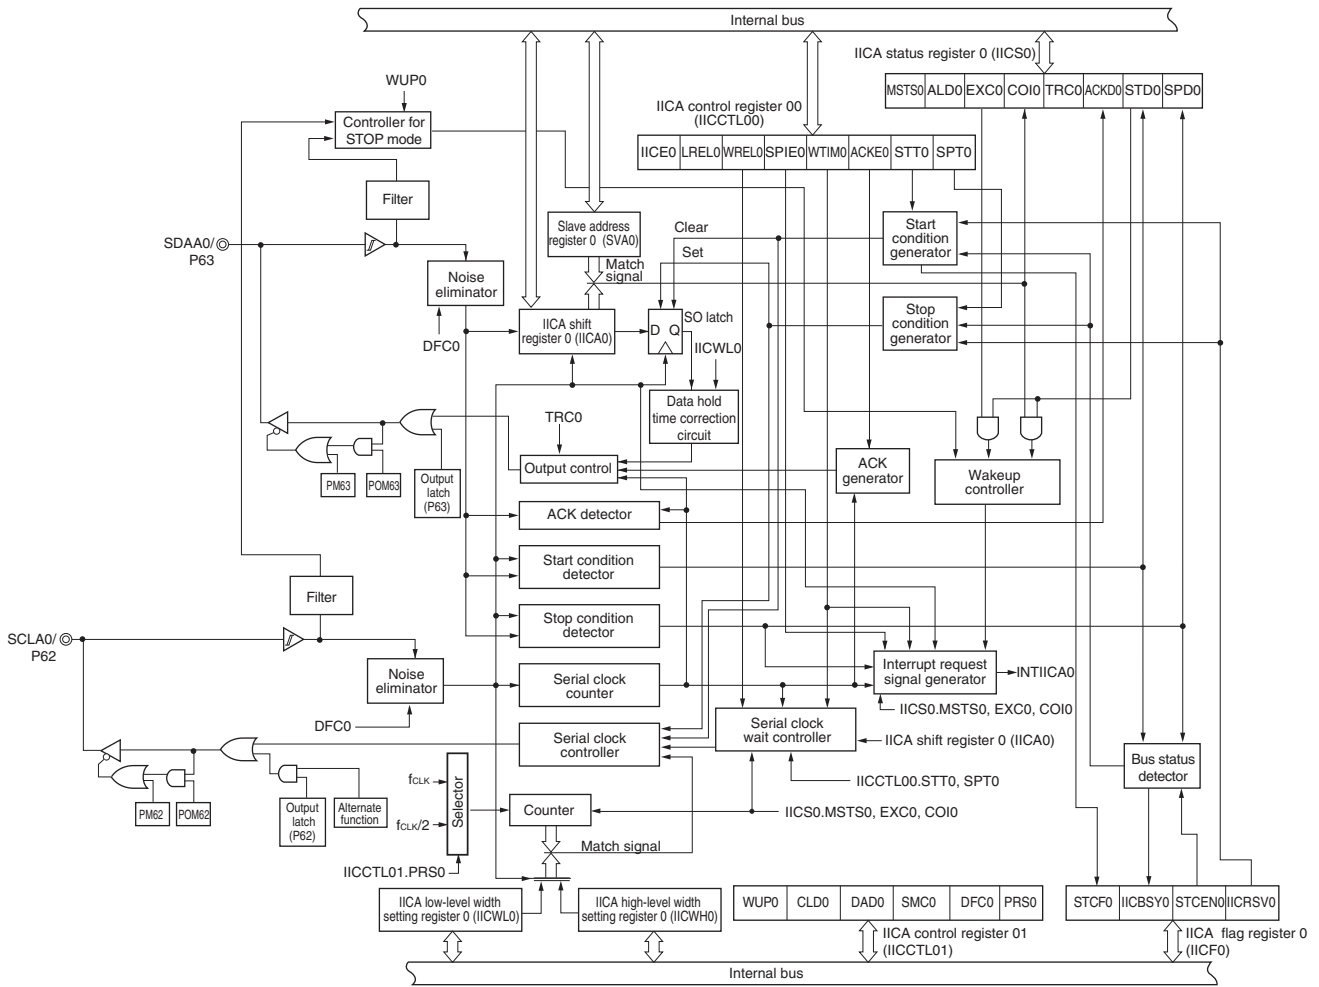 Internal bus
IICA status register 0 (IICS0)
MSTS0 ALD0 EXC0 COI0 TRC0 ACKD0 STD0 SPD0
WUP0
Controller for
STOP mode
IICA control register 00
(IICCTL00)
IICE0 LREL0 WREL0 SPIE0 WTIM0 ACKE0 STT0 SPT0
Filter
SDAA0/
P63
Slave address
register 0 (SVA0)
Clear
Set
Start
condition
generator
Match
signal
Noise
eliminator
DFC0
IICA shift
register 0 (IICA0)
D Q
SO latch
IICWL0
Stop
condition
generator
Data hold
time correction
circuit
TRC0
Output control
ACK
generator
Wakeup
controller
PM63
POM63
Output
latch
(P63)
ACK detector
Start condition
detector
Filter
Stop condition
detector
SCLA0/
P62
Noise
eliminator
DFC0
Serial clock
counter
Interrupt request
signal generator
INTIICA0
IICS0.MSTS0, EXC0, COI0
Serial clock
controller
Serial clock
wait controller
IICA shift register 0 (IICA0)
Bus status
detector
IICCTL00.STT0, SPT0
PM62
POM62
Output
latch
(P62)
Alternate
function
fCLK
fCLK/2
Selector
Counter
IICS0.MSTS0, EXC0, COI0
Match signal
IICCTL01.PRS0
IICA low-level width
setting register 0 (IICWL0)
IICA high-level width
setting register 0 (IICWH0)
WUP0 CLD0 DAD0 SMC0 DFC0 PRS0
IICA control register 01
(IICCTL01)
STCF0 IICBSY0 STCEN0 IICRSV0
IICA flag register 0
(IICF0)
Internal bus